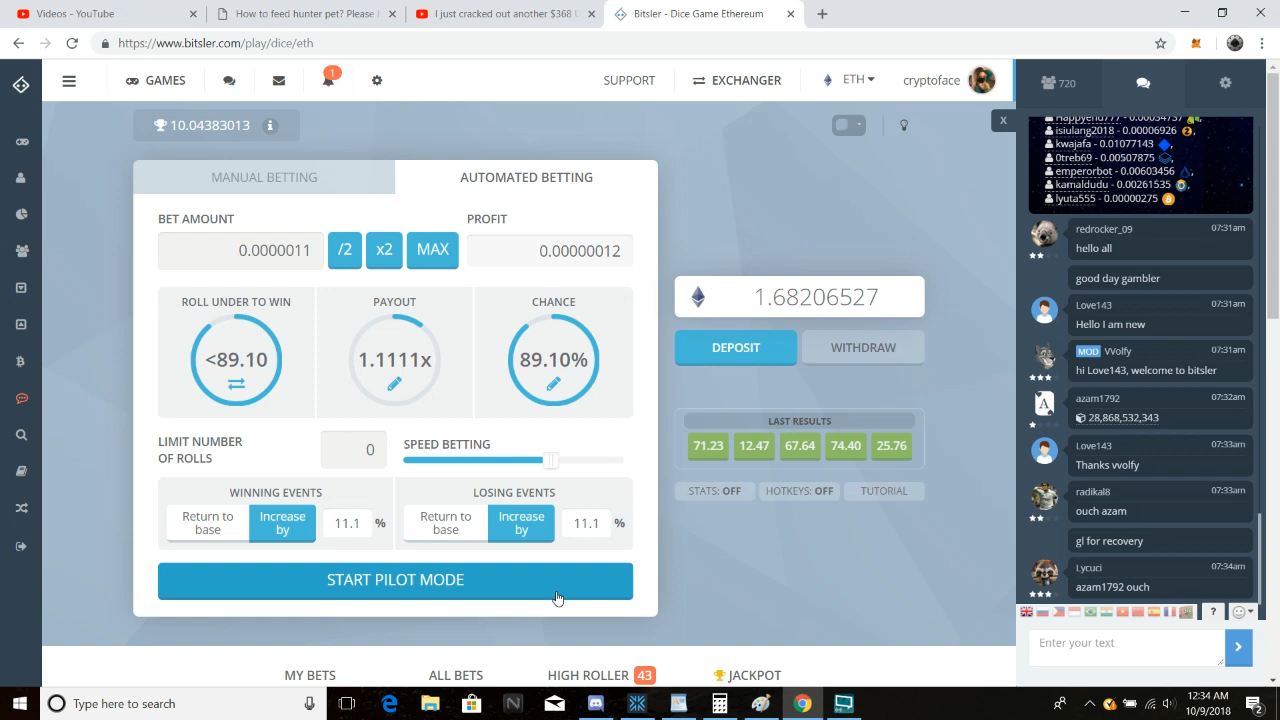 Videos - YouTube
How to feed hunter pet? Please h
I just cracked out another $368 U
Bitsler - Dice Game Ethereum
https://www.bitsler.com/play/dice/eth
GAMES
1
SUPPORT
EXCHANGER
ETH
cryptoface
720
10.04383013
x
MANUAL BETTING
AUTOMATED BETTING
BET AMOUNT
PROFIT
0.0000011
/2
x2
MAX
0.00000012
ROLL UNDER TO WIN
PAYOUT
CHANCE
<89.10
1.1111x
89.10%
LIMIT NUMBER
OF ROLLS
0
SPEED BETTING
WINNING EVENTS
LOSING EVENTS
Return to
base
Increase
by
11.1 %
Return to
base
Increase
by
11.1 %
START PILOT MODE
1.68206527
DEPOSIT
WITHDRAW
LAST RESULTS
71.23
12.47
67.64
74.40
25.76
STATS: OFF
HOTKEYS: OFF
TUTORIAL
MY BETS
ALL BETS
HIGH ROLLER 43
JACKPOT
isiulang2018 - 0.00006926 ,
kwajafa - 0.01077143 ,
0treb69 - 0.00507875
emperorbot - 0.00603456 ,
kamaldudu - 0.00261535 ,
lyuta555 - 0.00000275
redrocker_09 07:31am
hello all
good day gambler
Love143 07:31am
Hello I am new
MOD VVolfy 07:31am
hi Love143, welcome to bitsler
azam1792 07:32am
28,868,532,343
Love143 07:33am
Thanks vvolfy
radikal8 07:33am
ouch azam
gl for recovery
Lycuci 07:34am
azam1792 ouch
?
Enter your text
Type here to search
12:34 AM
10/9/2018
2